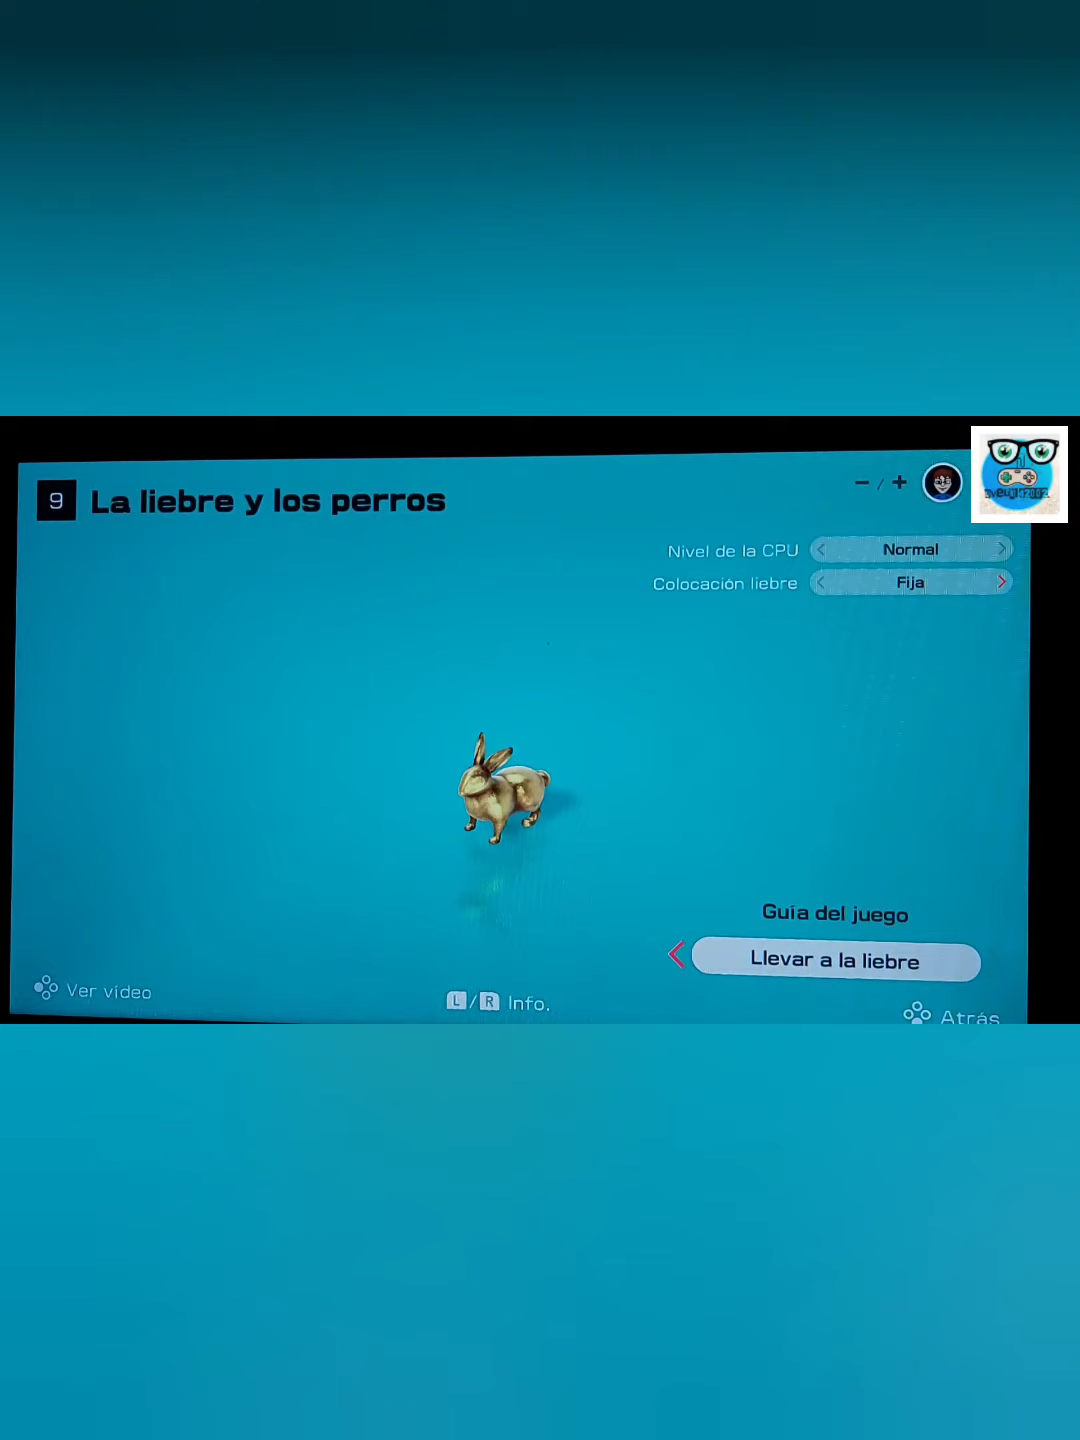 9 La liebre y los perros
- / +
Nivel de la CPU < Normal >
Colocación liebre < Fija >
Guía del juego
Llevar a la liebre
Ver vídeo
L / R Info.
Atrás